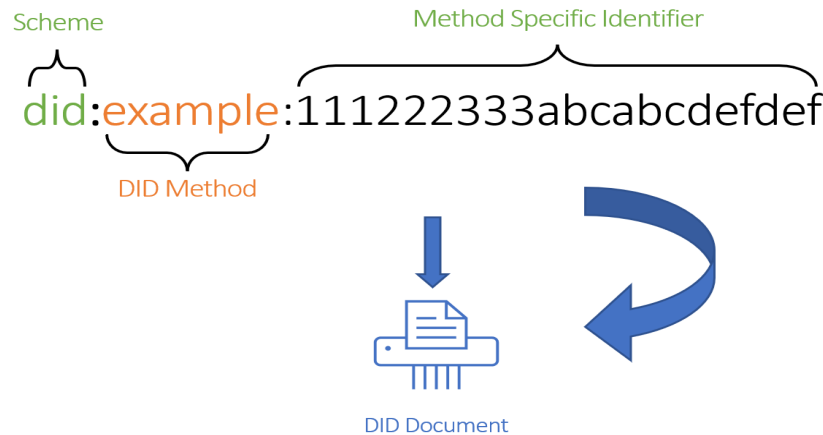 Scheme
Method Specific Identifier
did:example:111222333abcabcdefdef
DID Method
DID Document